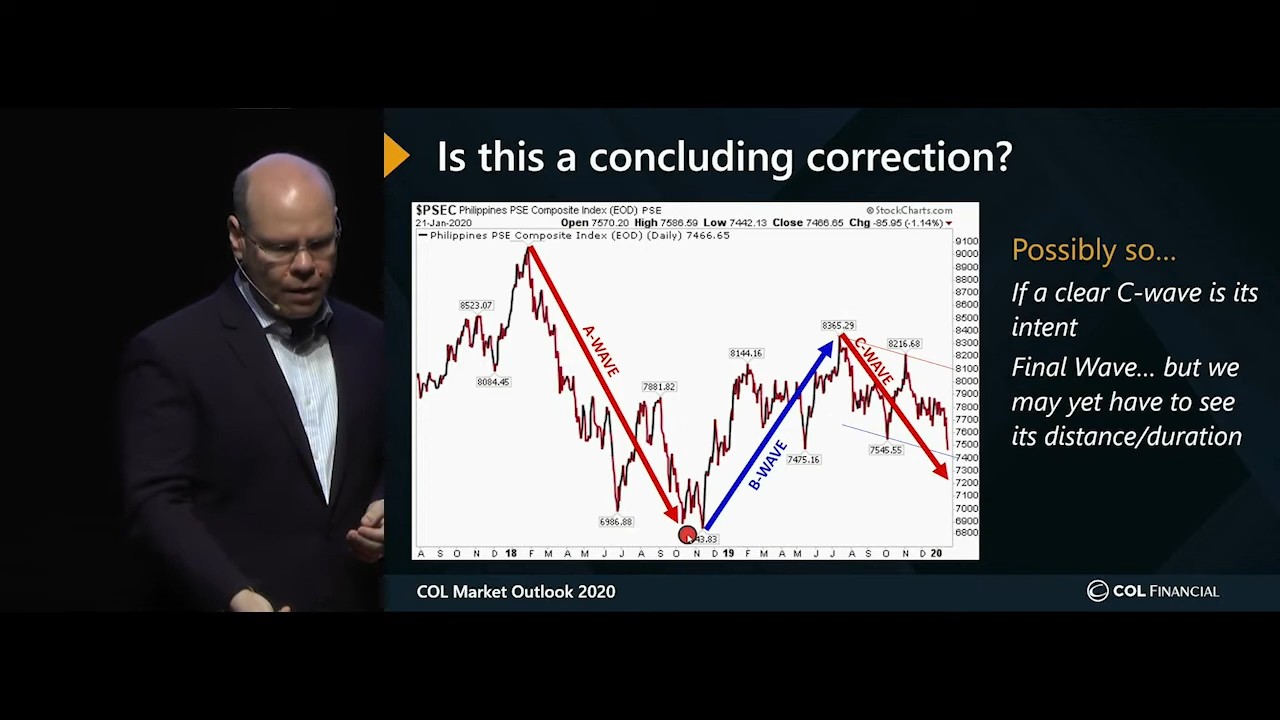 Is this a concluding correction?
$PSEC Philippines PSE Composite Index (EOD) PSE
© StockCharts.com
21-Jan-2020
Open 7570.20 High 7586.59 Low 7442.13 Close 7466.65 Chg -85.95 (-1.14%)
Philippines PSE Composite Index (EOD) (Daily) 7466.65
9100
9000
8900
8800
8700
8600
8500
8400
8300
8200
8100
8000
7900
7800
7700
7600
7500
7400
7300
7200
7100
7000
6900
6800
8523.07
8084.45
A-WAVE
7881.82
6986.88
43.83
8144.16
B-WAVE
7475.16
8365.29
C-WAVE
8216.68
7545.55
A S O N D 18 F M A M J J A S O N D 19 F M A M J J A S O N D 20
Possibly so...
If a clear C-wave is its
intent
Final Wave... but we
may yet have to see
its distance/duration
COL Market Outlook 2020
COL FINANCIAL